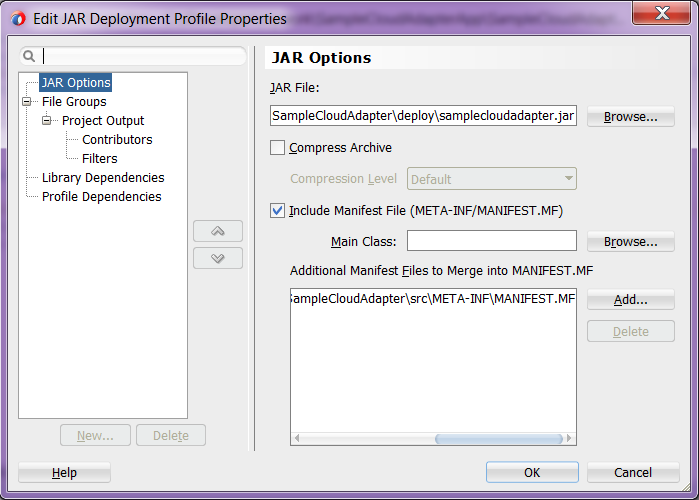 Edit JAR Deployment Profile Properties
JAR Options
File Groups
Project Output
Contributors
Filters
Library Dependencies
Profile Dependencies
New...
Delete
JAR Options
JAR File:
SampleCloudAdapter\deploy\samplecloudadapter.jar
Browse...
Compress Archive
Compression Level
Default
Include Manifest File (META-INF/MANIFEST.MF)
Main Class:
Browse...
Additional Manifest Files to Merge into MANIFEST.MF
SampleCloudAdapter\src\META-INF\MANIFEST.MF
Add...
Delete
Help
OK
Cancel